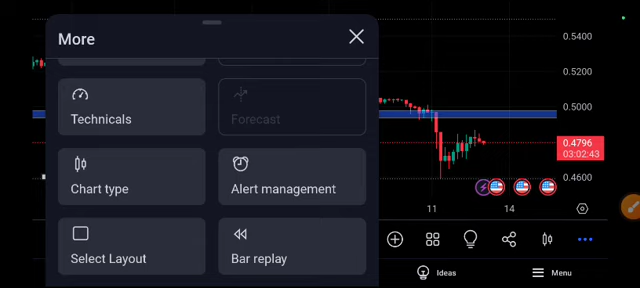 More
Technicals
Forecast
Chart type
Alert management
Select Layout
Bar replay
0.5400
0.5200
0.5000
0.4796
03:02:43
0.4600
11
14
Ideas
Menu